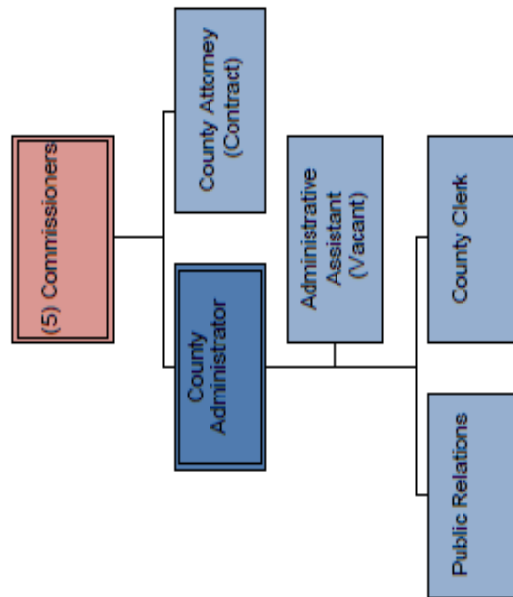 (5) Commissioners
County
Administrator
County Attorney
(Contract)
Administrative
Assistant
(Vacant)
Public Relations
County Clerk